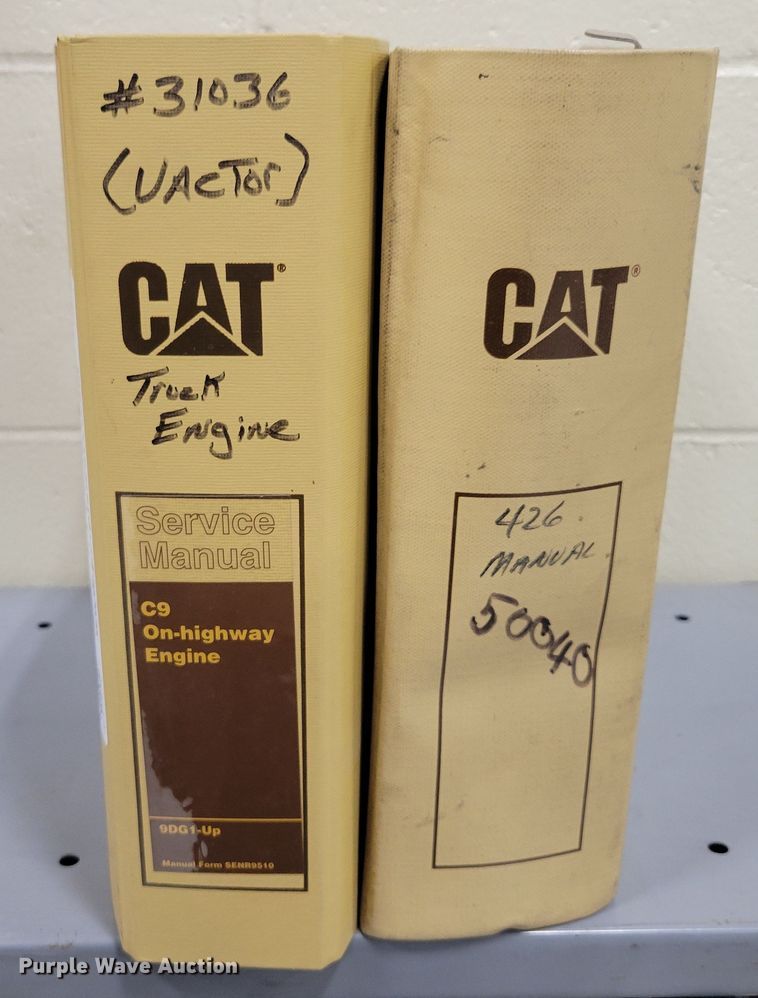 #31036
(VACTOR)
CAT®
Truck
Engine
Service
Manual
C9
On-highway
Engine
9DG1-Up
Manual Form SENR9510
CAT®
426
MANUAL
50040
Purple Wave Auction